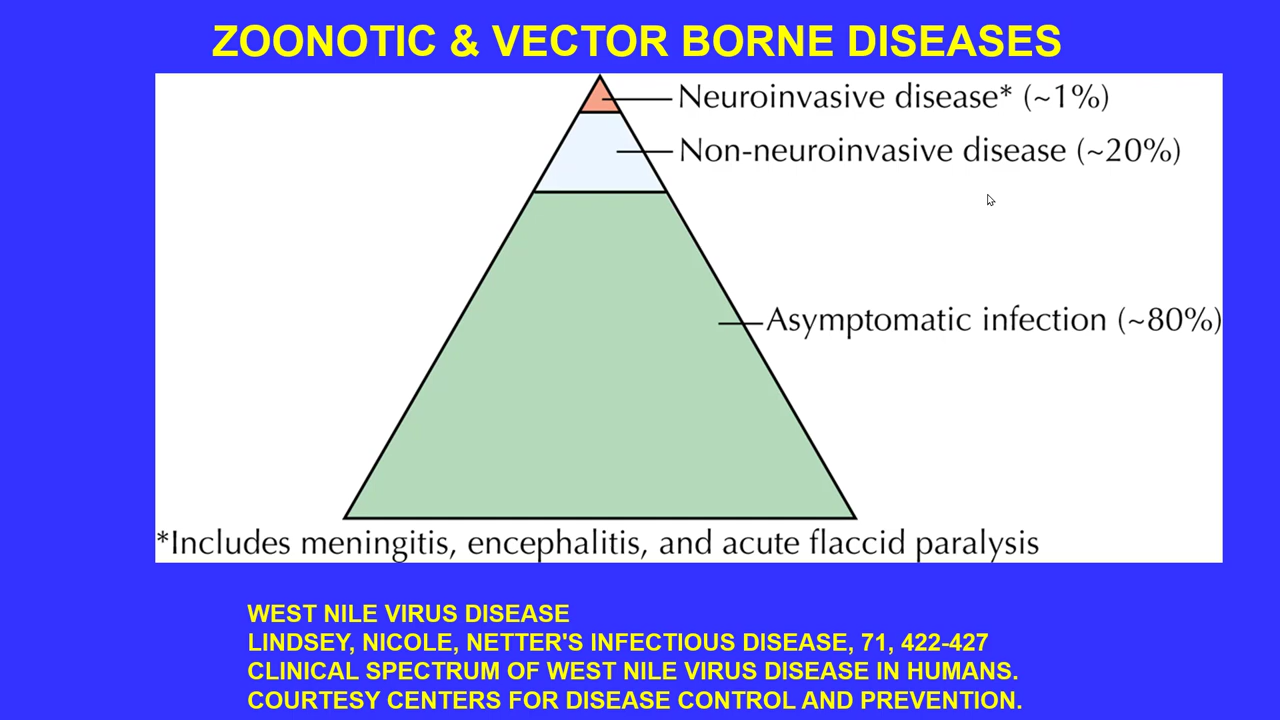 ZOONOTIC & VECTOR BORNE DISEASES
Neuroinvasive disease* (~1%)
Non-neuroinvasive disease (~20%)
Asymptomatic infection (~80%)
*Includes meningitis, encephalitis, and acute flaccid paralysis
WEST NILE VIRUS DISEASE
LINDSEY, NICOLE, NETTER'S INFECTIOUS DISEASE, 71, 422-427
CLINICAL SPECTRUM OF WEST NILE VIRUS DISEASE IN HUMANS.
COURTESY CENTERS FOR DISEASE CONTROL AND PREVENTION.